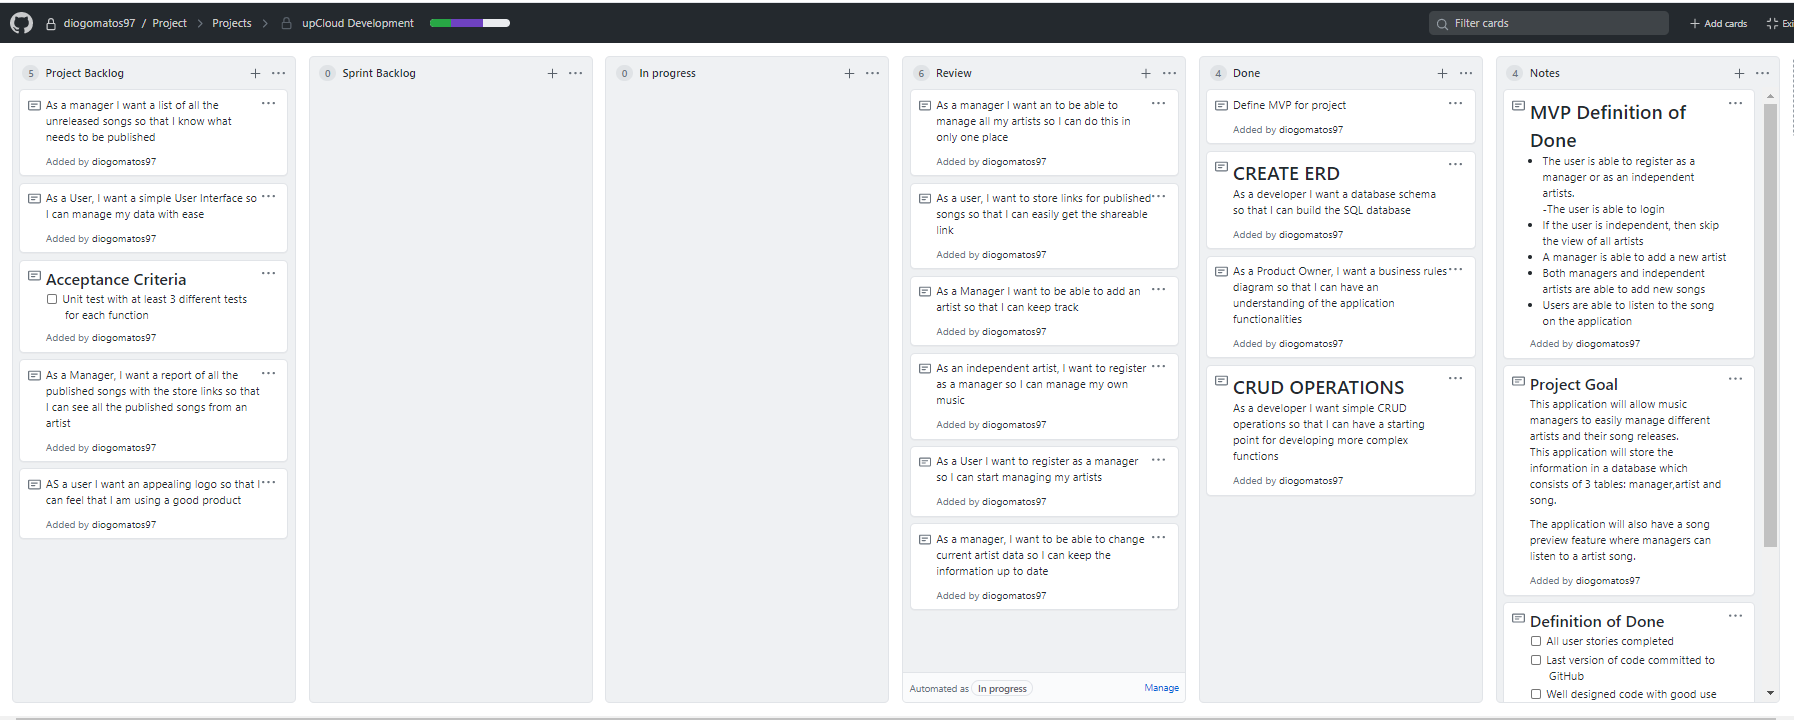 diogomatos97 / Project > Projects > upCloud Development
Filter cards
+ Add cards
Exi
5 Project Backlog
As a manager I want a list of all the
unreleased songs so that I know what
needs to be published
Added by diogomatos97
As a User, I want a simple User Interface so
I can manage my data with ease
Added by diogomatos97
Acceptance Criteria
Unit test with at least 3 different tests
for each function
Added by diogomatos97
As a Manager, I want a report of all the
published songs with the store links so that
I can see all the published songs from an
artist
Added by diogomatos97
AS a user I want an appealing logo so that I
can feel that I am using a good product
Added by diogomatos97
0 Sprint Backlog
0 In progress
6 Review
As a manager I want an to be able to
manage all my artists so I can do this in
only one place
Added by diogomatos97
As a user, I want to store links for published
songs so that I can easily get the shareable
link
Added by diogomatos97
As a Manager I want to be able to add an
artist so that I can keep track
Added by diogomatos97
As an independent artist, I want to register
as a manager so I can manage my own
music
Added by diogomatos97
As a User I want to register as a manager
so I can start managing my artists
Added by diogomatos97
As a manager, I want to be able to change
current artist data so I can keep the
information up to date
Added by diogomatos97
Automated as In progress
Manage
4 Done
Define MVP for project
Added by diogomatos97
CREATE ERD
As a developer I want a database schema
so that I can build the SQL database
Added by diogomatos97
As a Product Owner, I want a business rules
diagram so that I can have an
understanding of the application
functionalities
Added by diogomatos97
CRUD OPERATIONS
As a developer I want simple CRUD
operations so that I can have a starting
point for developing more complex
functions
Added by diogomatos97
4 Notes
MVP Definition of
Done
• The user is able to register as a
manager or as an independent
artists.
-The user is able to login
• If the user is independent, then skip
the view of all artists
• A manager is able to add a new artist
• Both managers and independent
artists are able to add new songs
• Users are able to listen to the song
on the application
Added by diogomatos97
Project Goal
This application will allow music
managers to easily manage different
artists and their song releases.
This application will store the
information in a database which
consists of 3 tables: manager,artist and
song.
The application will also have a song
preview feature where managers can
listen to a artist song.
Added by diogomatos97
Definition of Done
All user stories completed
Last version of code committed to
GitHub
Well designed code with good use